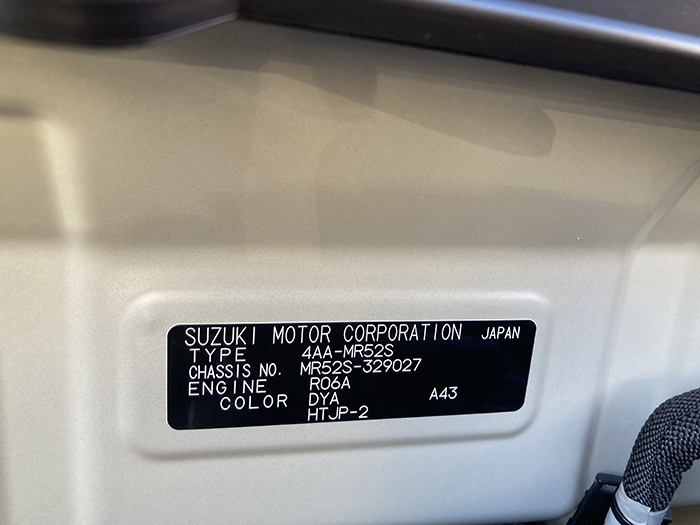 SUZUKI MOTOR CORPORATION JAPAN
TYPE 4AA-MR52S
CHASSIS NO. MR52S-329027
ENGINE R06A
COLOR DYA A43
HTJP-2